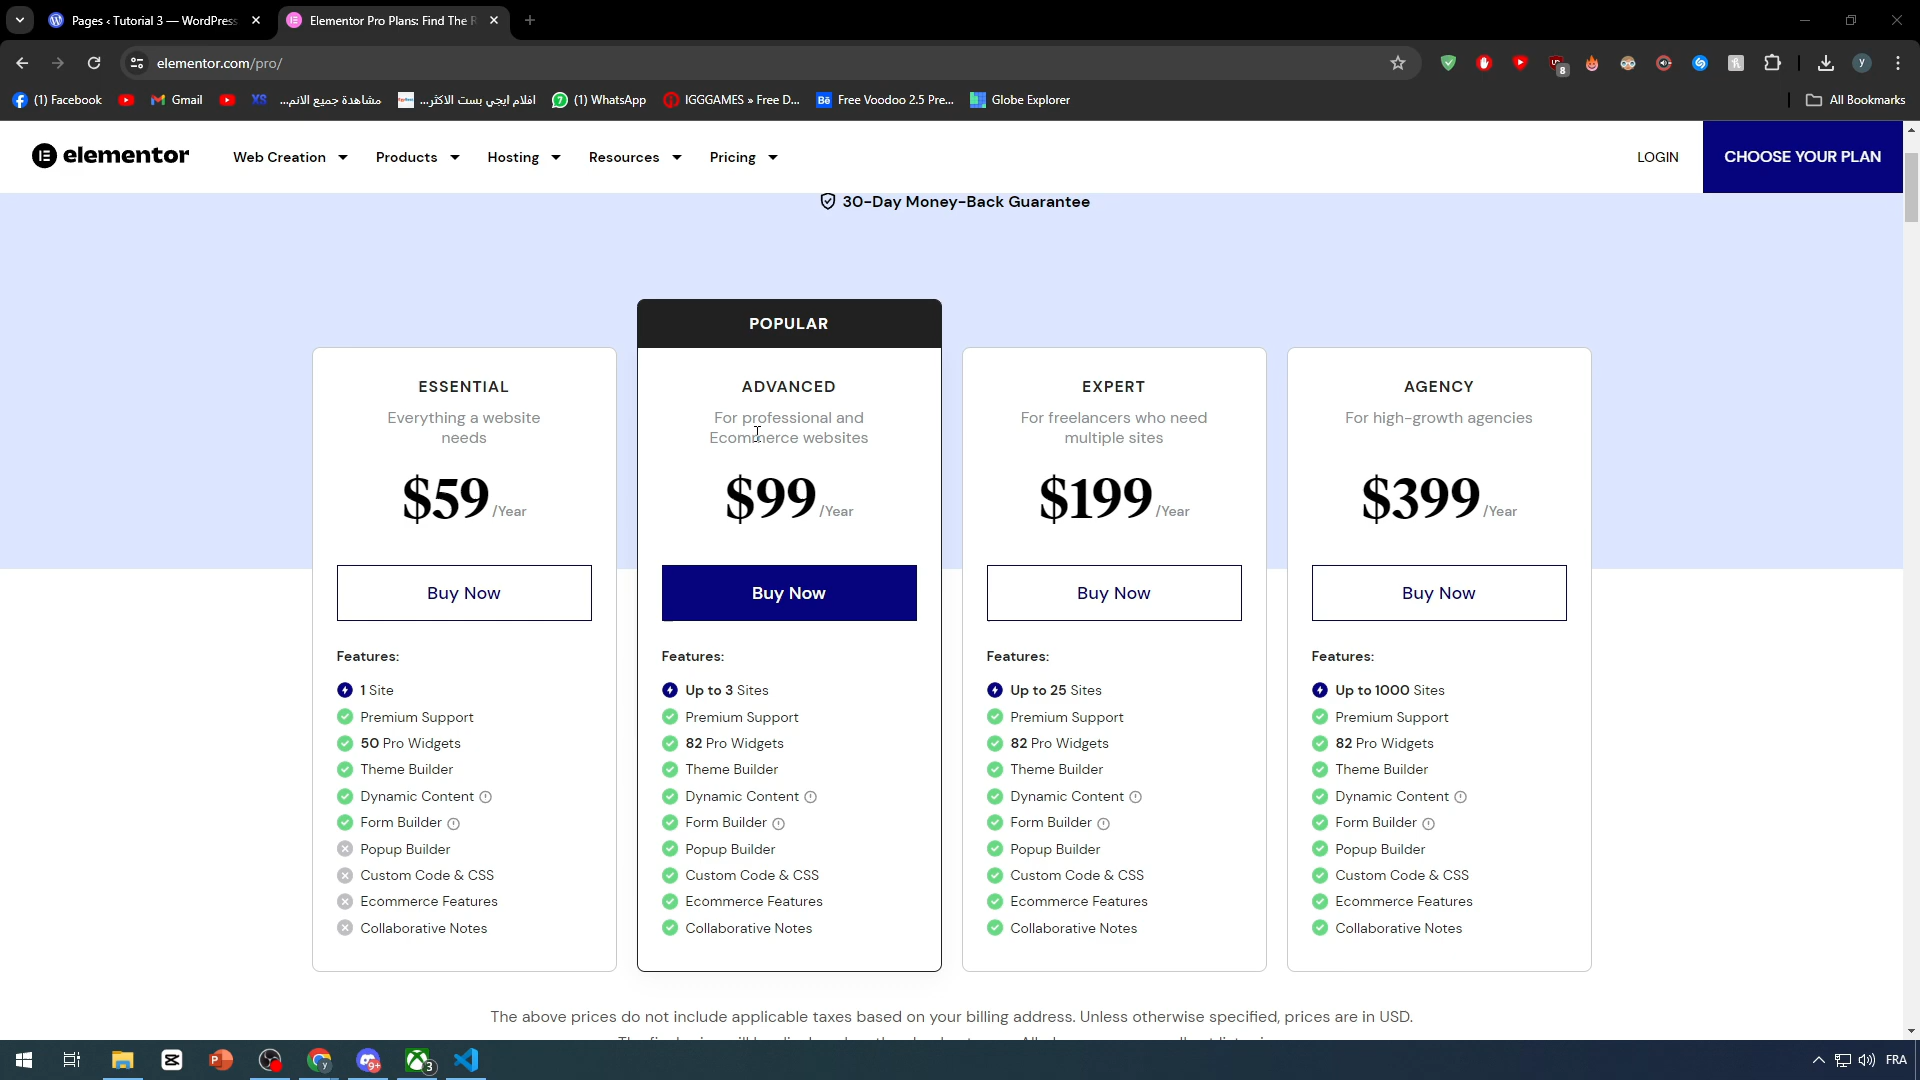 Pages ‹ Tutorial 3 — WordPres
Elementor Pro Plans: Find The R
elementor.com/pro/
8
y
(1) Facebook
Gmail
XS
مشاهدة جميع الانم...
افلام ايجي بست الاكثر...
(1) WhatsApp
IGGGAMES » Free D...
Free Voodoo 2.5 Pre...
Globe Explorer
All Bookmarks
elementor
Web Creation
Products
Hosting
Resources
Pricing
LOGIN
CHOOSE YOUR PLAN
30-Day Money-Back Guarantee
POPULAR
ESSENTIAL
Everything a website
needs
$59 /Year
Buy Now
Features:
1 Site
Premium Support
50 Pro Widgets
Theme Builder
Dynamic Content
Form Builder
Popup Builder
Custom Code & CSS
Ecommerce Features
Collaborative Notes
ADVANCED
For professional and
Ecommerce websites
$99 /Year
Buy Now
Features:
Up to 3 Sites
Premium Support
82 Pro Widgets
Theme Builder
Dynamic Content
Form Builder
Popup Builder
Custom Code & CSS
Ecommerce Features
Collaborative Notes
EXPERT
For freelancers who need
multiple sites
$199 /Year
Buy Now
Features:
Up to 25 Sites
Premium Support
82 Pro Widgets
Theme Builder
Dynamic Content
Form Builder
Popup Builder
Custom Code & CSS
Ecommerce Features
Collaborative Notes
AGENCY
For high-growth agencies
$399 /Year
Buy Now
Features:
Up to 1000 Sites
Premium Support
82 Pro Widgets
Theme Builder
Dynamic Content
Form Builder
Popup Builder
Custom Code & CSS
Ecommerce Features
Collaborative Notes
The above prices do not include applicable taxes based on your billing address. Unless otherwise specified, prices are in USD.
9+
3
FRA